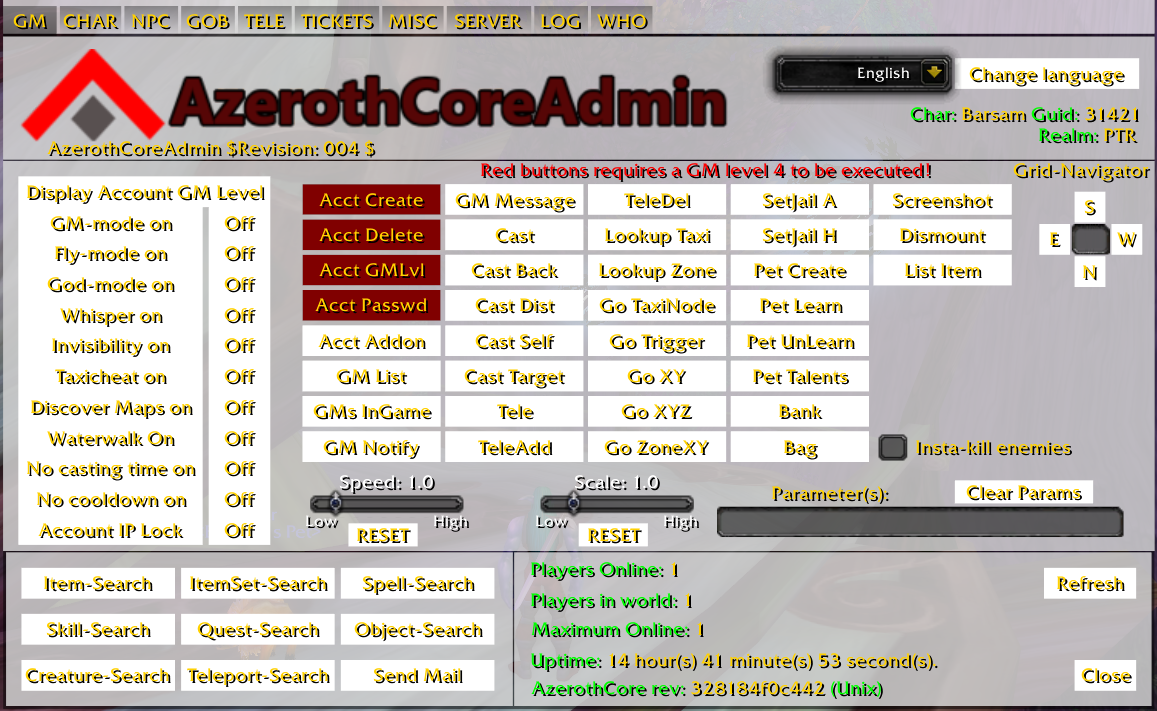 GM CHAR NPC GOB TELE TICKETS MISC SERVER LOG WHO
AzerothCoreAdmin
English
Change language
Char: Barsam Guid: 31421
Realm: PTR
AzerothCoreAdmin $Revision: 004 $
Red buttons requires a GM level 4 to be executed!
Grid-Navigator
Display Account GM Level
GM-mode on Off
Fly-mode on Off
God-mode on Off
Whisper on Off
Invisibility on Off
Taxicheat on Off
Discover Maps on Off
Waterwalk On Off
No casting time on Off
No cooldown on Off
Account IP Lock Off
Acct Create GM Message TeleDel SetJail A Screenshot
Acct Delete Cast Lookup Taxi SetJail H Dismount
Acct GMLvl Cast Back Lookup Zone Pet Create List Item
Acct Passwd Cast Dist Go TaxiNode Pet Learn
Acct Addon Cast Self Go Trigger Pet UnLearn
GM List Cast Target Go XY Pet Talents
GMs InGame Tele Go XYZ Bank
GM Notify TeleAdd Go ZoneXY Bag
S
E W
N
Insta-kill enemies
Speed: 1.0
Low High
RESET
Scale: 1.0
Low High
RESET
Parameter(s):
Clear Params
Item-Search ItemSet-Search Spell-Search
Skill-Search Quest-Search Object-Search
Creature-Search Teleport-Search Send Mail
Players Online: 1
Players in world: 1
Maximum Online: 1
Uptime: 14 hour(s) 41 minute(s) 53 second(s).
AzerothCore rev: 328184f0c442 (Unix)
Refresh
Close